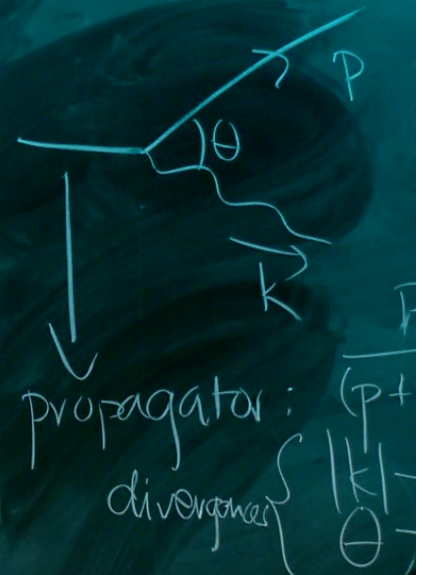 p
θ
k
propagator:
(p+
divergences
|k|
θ